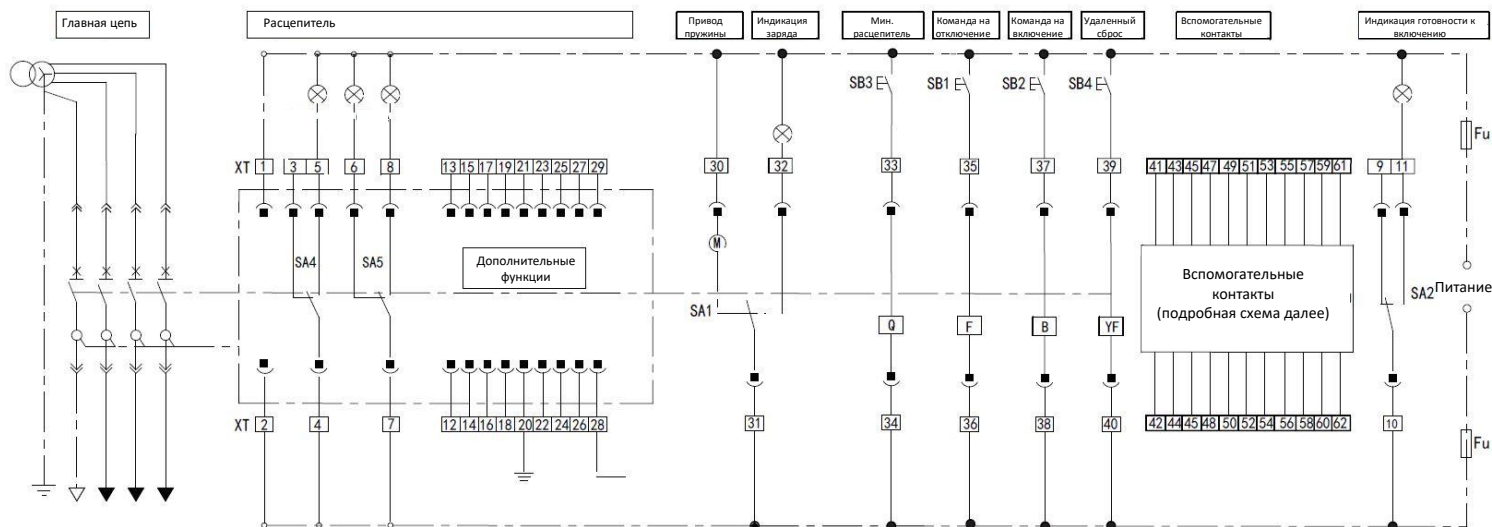 Главная цепь
Расцепитель
Привод
пружины
Индикация
заряда
Мин.
расцепитель
Команда на
отключение
Команда на
включение
Удаленный
сброс
Вспомогательные
контакты
Индикация готовности к
включению
SB3
SB1
SB2
SB4
Fu
XT 1 3 5 6 8 13 15 17 19 21 23 25 27 29 30 32 33 35 37 39 41 43 45 47 49 51 53 55 57 59 61 9 11
M
SA4
SA5
Дополнительные
функции
SA1
Q
F
B
YF
Вспомогательные
контакты
(подробная схема далее)
SA2
Питание
XT 2 4 7 12 14 16 18 20 22 24 26 28 31 34 36 38 40 42 44 45 48 50 52 54 56 58 60 62 10
Fu